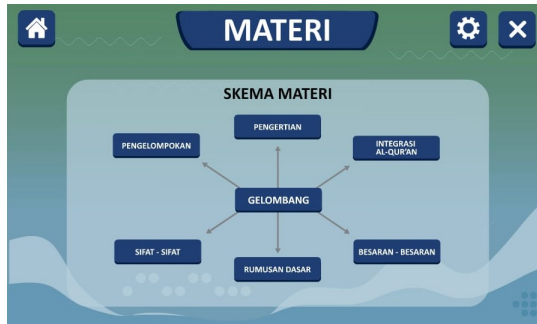 MATERI
SKEMA MATERI
PENGERTIAN
PENGELOMPOKAN
INTEGRASI
AL-QUR'AN
GELOMBANG
SIFAT - SIFAT
BESARAN - BESARAN
RUMUSAN DASAR